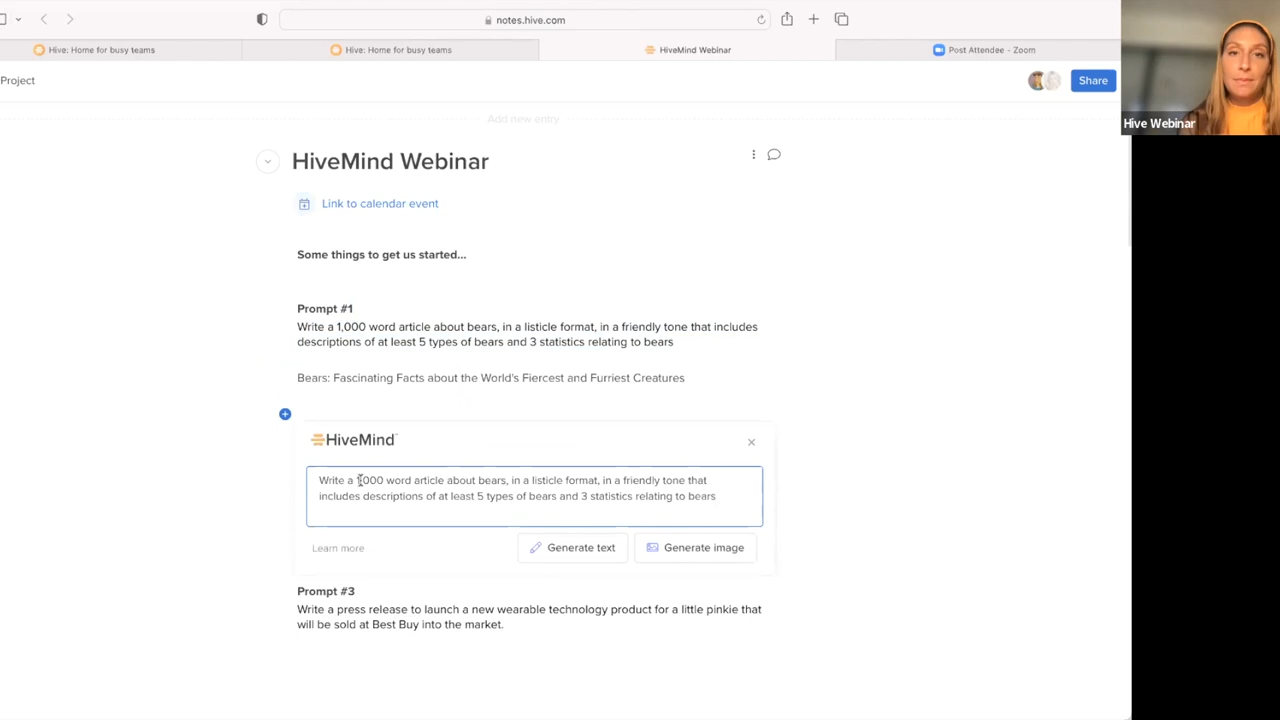 notes.hive.com
Hive: Home for busy teams
Hive: Home for busy teams
HiveMind Webinar
Post Attendee - Zoom
Project
Share
Hive Webinar
Add new entry
HiveMind Webinar
Link to calendar event
Some things to get us started...
Prompt #1
Write a 1,000 word article about bears, in a listicle format, in a friendly tone that includes
descriptions of at least 5 types of bears and 3 statistics relating to bears
Bears: Fascinating Facts about the World's Fiercest and Furriest Creatures
HiveMind™
Write a 1,000 word article about bears, in a listicle format, in a friendly tone that
includes descriptions of at least 5 types of bears and 3 statistics relating to bears
Learn more
Generate text
Generate image
Prompt #3
Write a press release to launch a new wearable technology product for a little pinkie that
will be sold at Best Buy into the market.